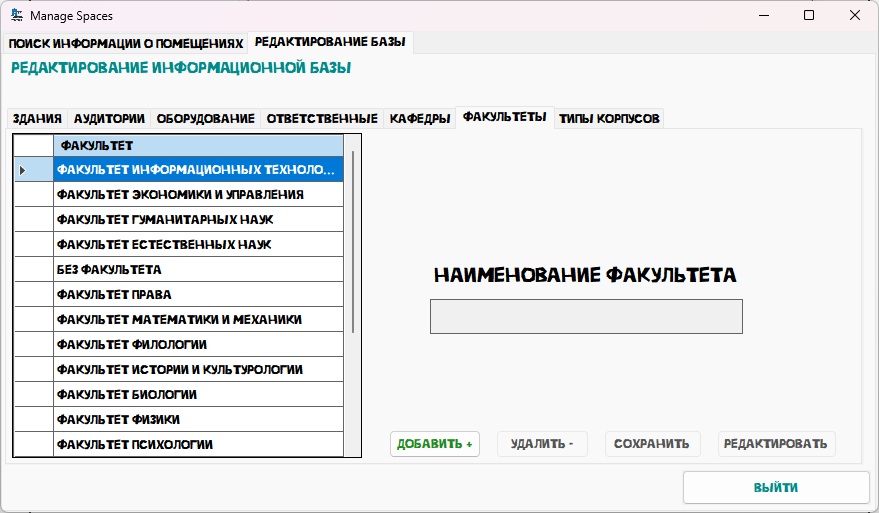 Manage Spaces
ПОИСК ИНФОРМАЦИИ О ПОМЕЩЕНИЯХ РЕДАКТИРОВАНИЕ БАЗЫ
РЕДАКТИРОВАНИЕ ИНФОРМАЦИОННОЙ БАЗЫ
ЗДАНИЯ АУДИТОРИИ ОБОРУДОВАНИЕ ОТВЕТСТВЕННЫЕ КАФЕДРЫ ФАКУЛЬТЕТЫ ТИПЫ КОРПУСОВ
ФАКУЛЬТЕТ
ФАКУЛЬТЕТ ИНФОРМАЦИОННЫХ ТЕХНОЛО...
ФАКУЛЬТЕТ ЭКОНОМИКИ И УПРАВЛЕНИЯ
ФАКУЛЬТЕТ ГУМАНИТАРНЫХ НАУК
ФАКУЛЬТЕТ ЕСТЕСТВЕННЫХ НАУК
БЕЗ ФАКУЛЬТЕТА
ФАКУЛЬТЕТ ПРАВА
ФАКУЛЬТЕТ МАТЕМАТИКИ И МЕХАНИКИ
ФАКУЛЬТЕТ ФИЛОЛОГИИ
ФАКУЛЬТЕТ ИСТОРИИ И КУЛЬТУРОЛОГИИ
ФАКУЛЬТЕТ БИОЛОГИИ
ФАКУЛЬТЕТ ФИЗИКИ
ФАКУЛЬТЕТ ПСИХОЛОГИИ
НАИМЕНОВАНИЕ ФАКУЛЬТЕТА
ДОБАВИТЬ + УДАЛИТЬ - СОХРАНИТЬ РЕДАКТИРОВАТЬ
ВЫЙТИ